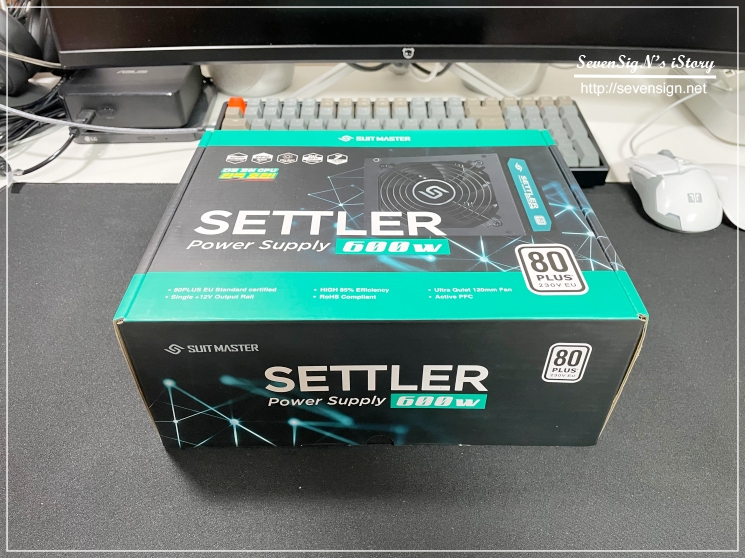 SevenSigN's iStory
http://sevensign.net
ASUS
SUIT MASTER
SETTLER
SETTLER
Power Supply 600w
80
PLUS
230V EU
• 80PLUS EU Standard certified
• Single +12V Output Rail
• HIGH 85% Efficiency
• RoHS Compliant
• Ultra Quiet 120mm Fan
• Active PFC
SUIT MASTER
SETTLER
Power Supply 600w
80
PLUS
230V EU